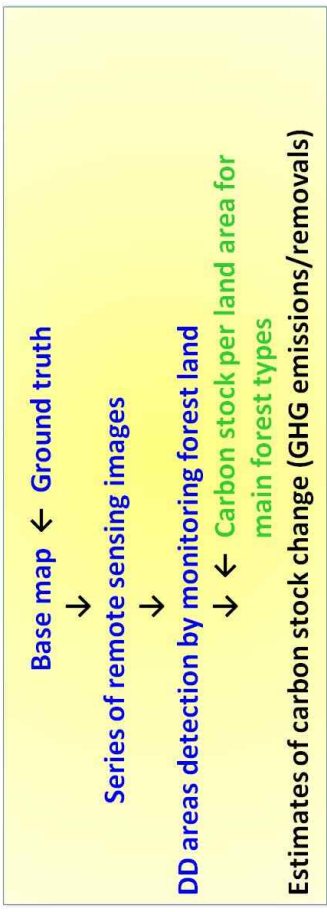 Base map ← Ground truth
↓
Series of remote sensing images
↓
DD areas detection by monitoring forest land
↓ ← Carbon stock per land area for
main forest types
Estimates of carbon stock change (GHG emissions/removals)